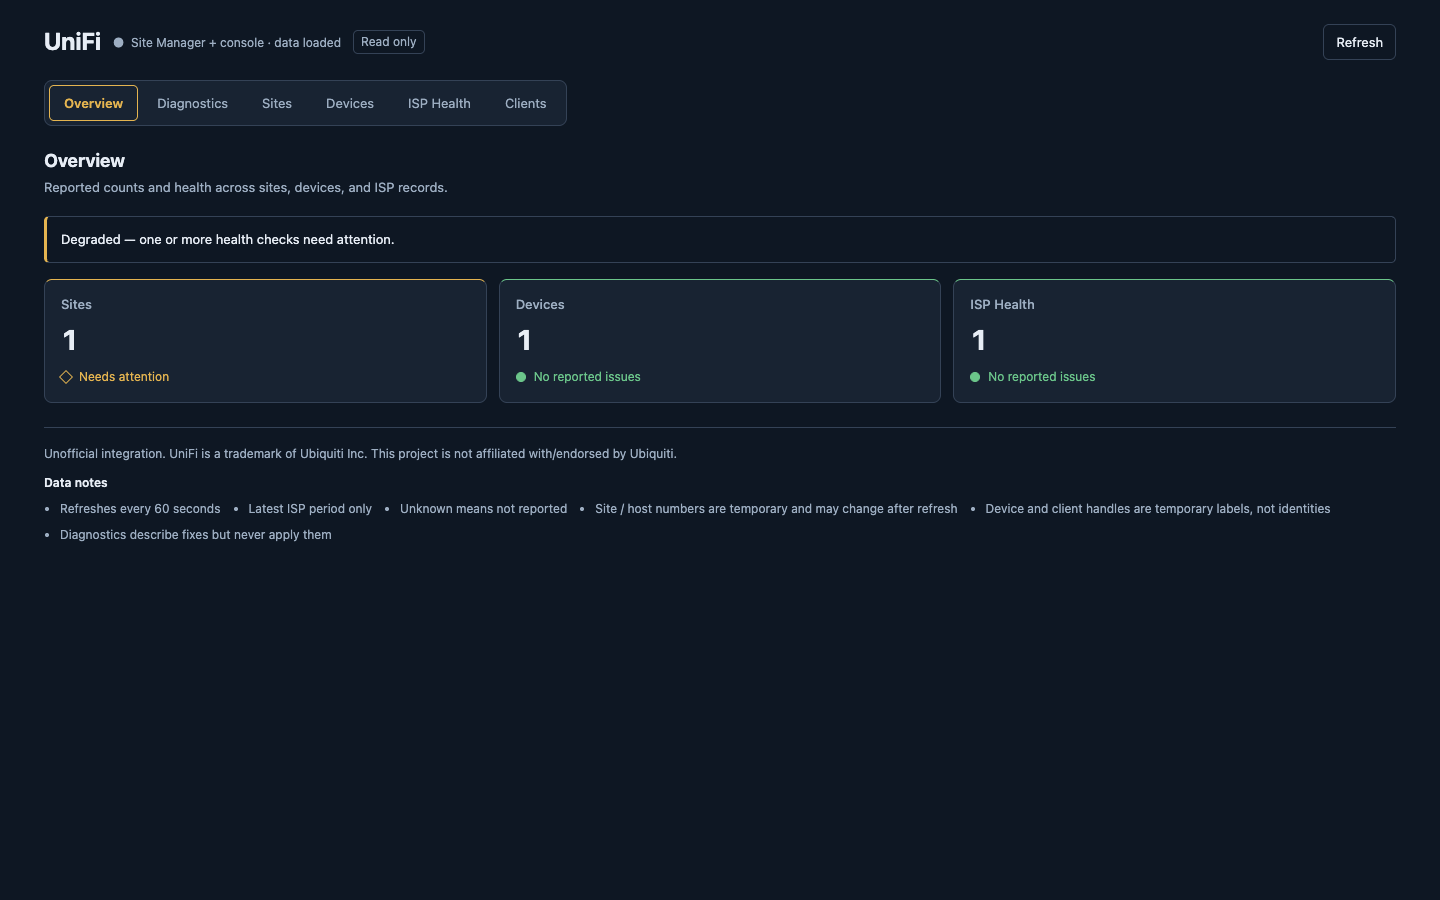 UniFi Site Manager + console · data loaded Read only Refresh
Overview Diagnostics Sites Devices ISP Health Clients
Overview
Reported counts and health across sites, devices, and ISP records.
Degraded — one or more health checks need attention.
Sites
1
Needs attention
Devices
1
No reported issues
ISP Health
1
No reported issues
Unofficial integration. UniFi is a trademark of Ubiquiti Inc. This project is not affiliated with/endorsed by Ubiquiti.
Data notes
• Refreshes every 60 seconds • Latest ISP period only • Unknown means not reported • Site / host numbers are temporary and may change after refresh • Device and client handles are temporary labels, not identities
• Diagnostics describe fixes but never apply them